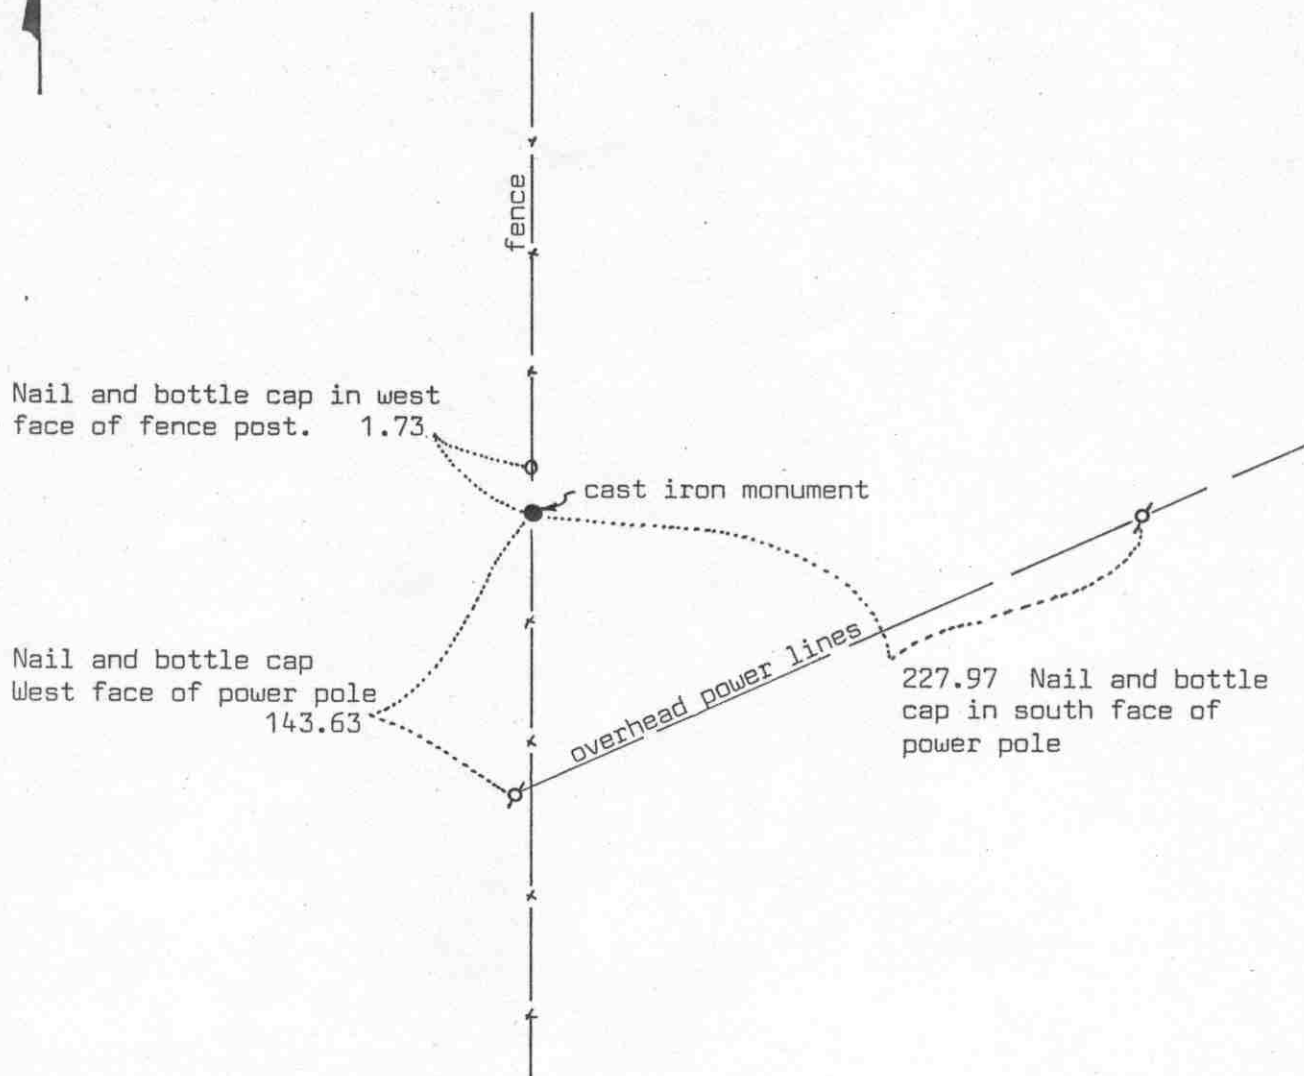 fence
Nail and bottle cap in west
face of fence post. 1.73
cast iron monument
Nail and bottle cap
West face of power pole
143.63
overhead power lines
227.97 Nail and bottle
cap in south face of
power pole